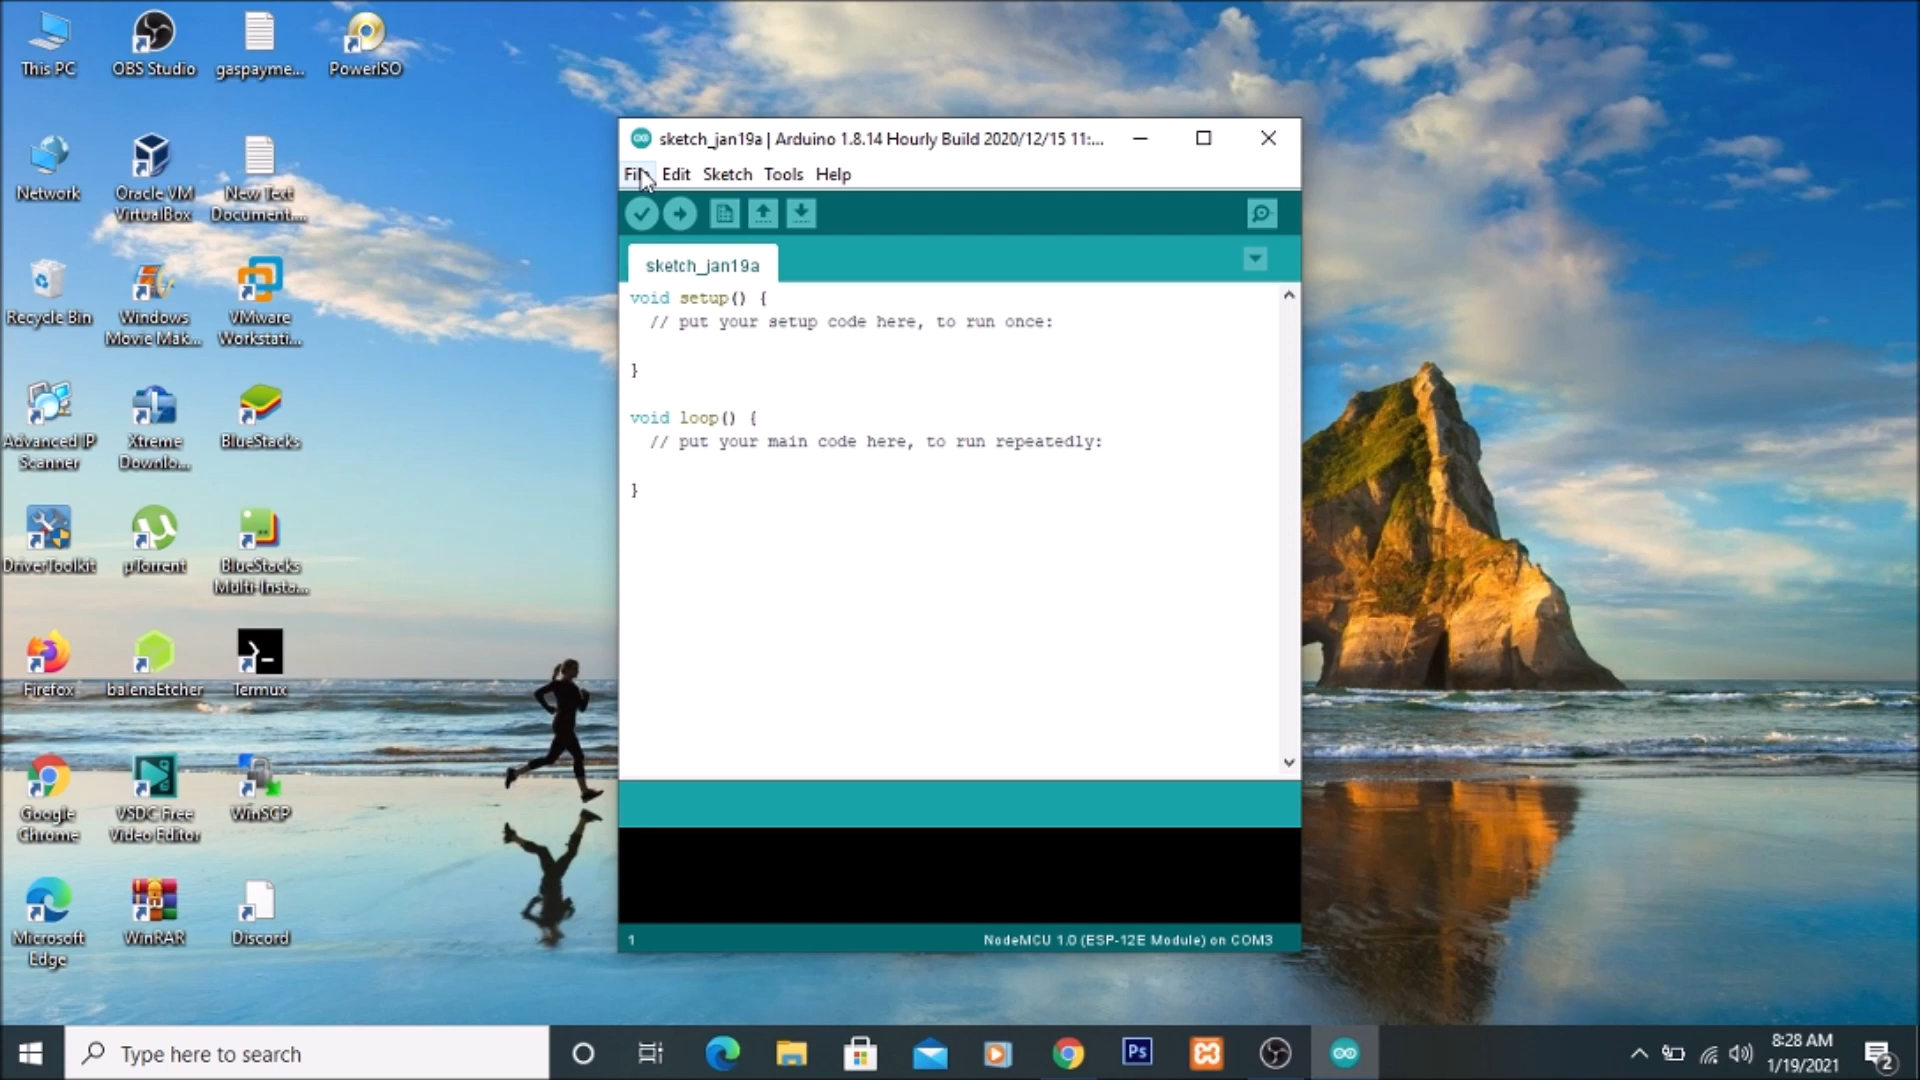 This PC
OBS Studio
gaspayme...
PowerISO
Network
Oracle VM
VirtualBox
New Text
Document....
Recycle Bin
Windows
Movie Mak...
VMware
Workstati...
Advanced IP
Scanner
Xtreme
Downlo...
BlueStacks
DriverToolkit
µTorrent
BlueStacks
Multi-Insta...
Firefox
balenaEtcher
Termux
Google
Chrome
VSDC Free
Video Editor
WinSCP
Microsoft
Edge
WinRAR
Discord
sketch_jan19a | Arduino 1.8.14 Hourly Build 2020/12/15 11:...
File Edit Sketch Tools Help
sketch_jan19a
void setup() {
// put your setup code here, to run once:
}
void loop() {
// put your main code here, to run repeatedly:
}
1
NodeMCU 1.0 (ESP-12E Module) on COM3
Type here to search
Ps
8:28 AM
1/19/2021
2